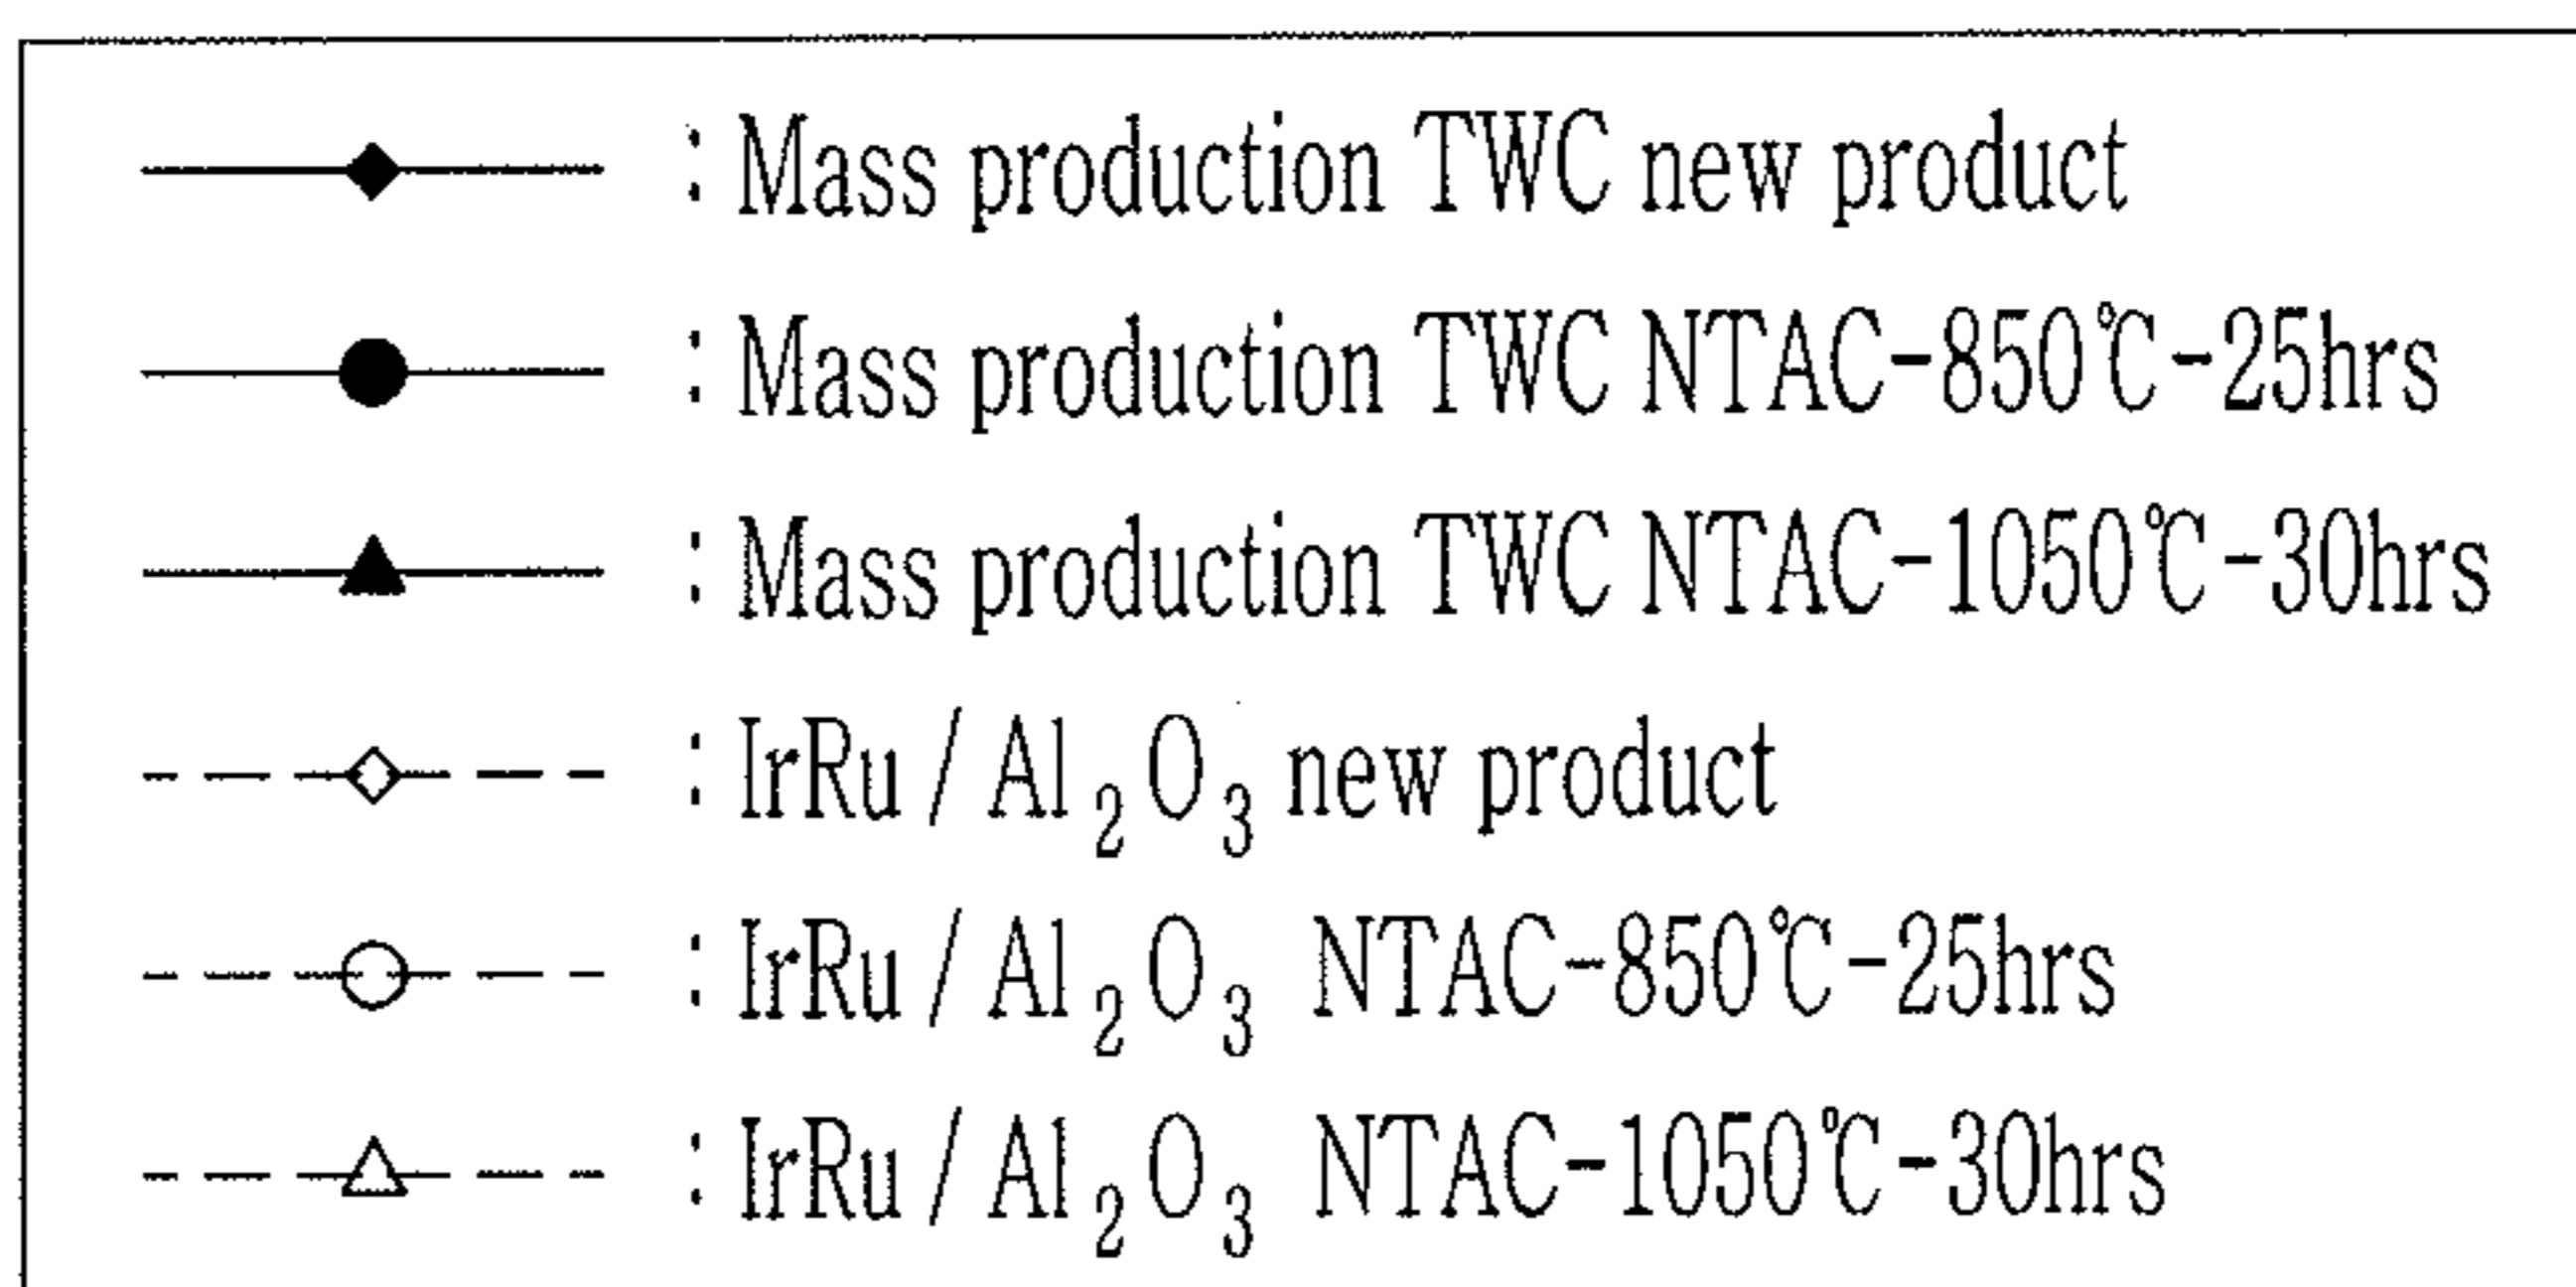 : Mass production TWC new product
: Mass production TWC NTAC-850℃-25hrs
: Mass production TWC NTAC-1050℃-30hrs
: IrRu / Al₂O₃ new product
: IrRu / Al₂O₃ NTAC-850℃-25hrs
: IrRu / Al₂O₃ NTAC-1050℃-30hrs